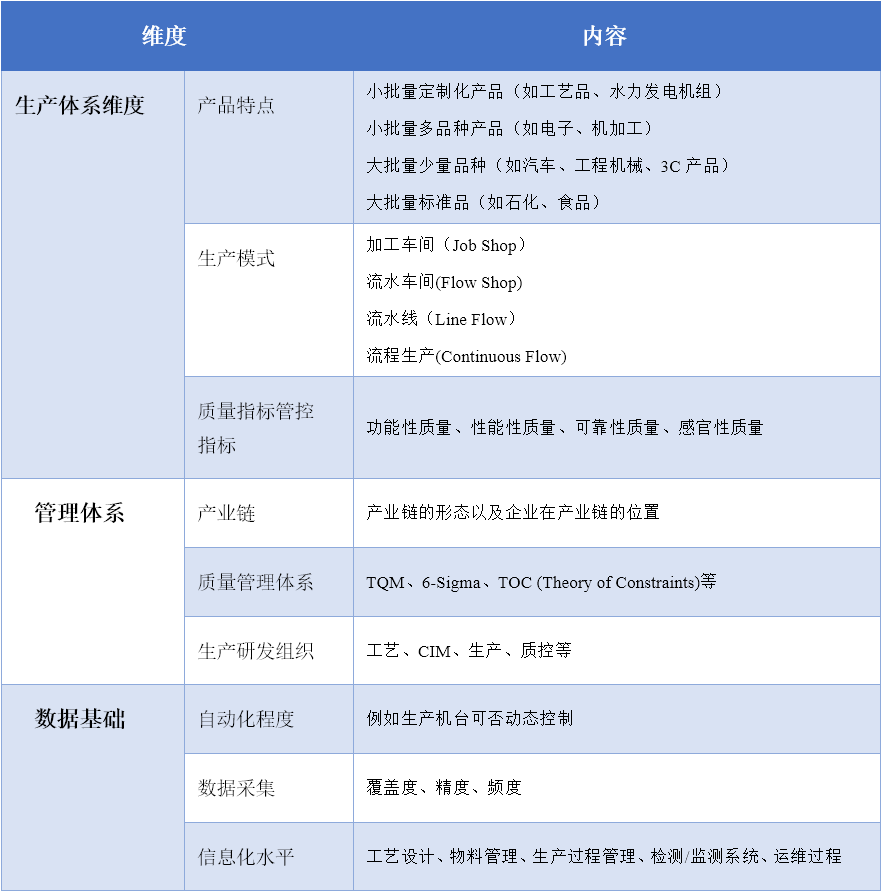 维度 内容
生产体系维度 产品特点 小批量定制化产品（如工艺品、水力发电机组）
小批量多品种产品（如电子、机加工）
大批量少量品种（如汽车、工程机械、3C 产品）
大批量标准品（如石化、食品）
生产模式 加工车间（Job Shop）
流水车间(Flow Shop)
流水线（Line Flow）
流程生产(Continuous Flow)
质量指标管控
指标 功能性质量、性能性质量、可靠性质量、感官性质量
管理体系 产业链 产业链的形态以及企业在产业链的位置
质量管理体系 TQM、6-Sigma、TOC (Theory of Constraints)等
生产研发组织 工艺、CIM、生产、质控等
数据基础 自动化程度 例如生产机台可否动态控制
数据采集 覆盖度、精度、频度
信息化水平 工艺设计、物料管理、生产过程管理、检测/监测系统、运维过程